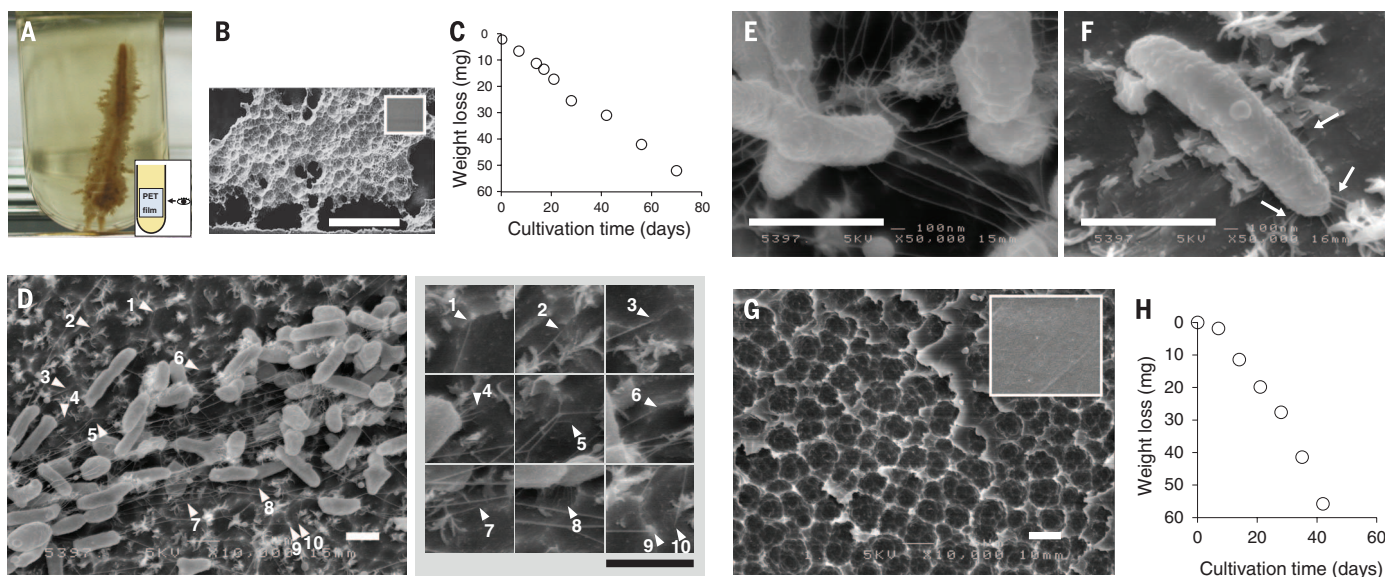 A
PET
film
B
C
Weight loss (mg)
0
10
20
30
40
50
60
0
20
40
60
80
Cultivation time (days)
D
1
2
3
4
5
6
7
8
9
10
5397
5KV
X10,000
15mm
1
2
3
4
5
6
7
8
9
10
E
100nm
5397 5KV X50,000 15mm
F
100nm
5397 5KV X50,000 16mm
G
5KV X10,000 10mm
H
Weight loss (mg)
0
10
20
30
40
50
60
0
20
40
60
80
Cultivation time (days)